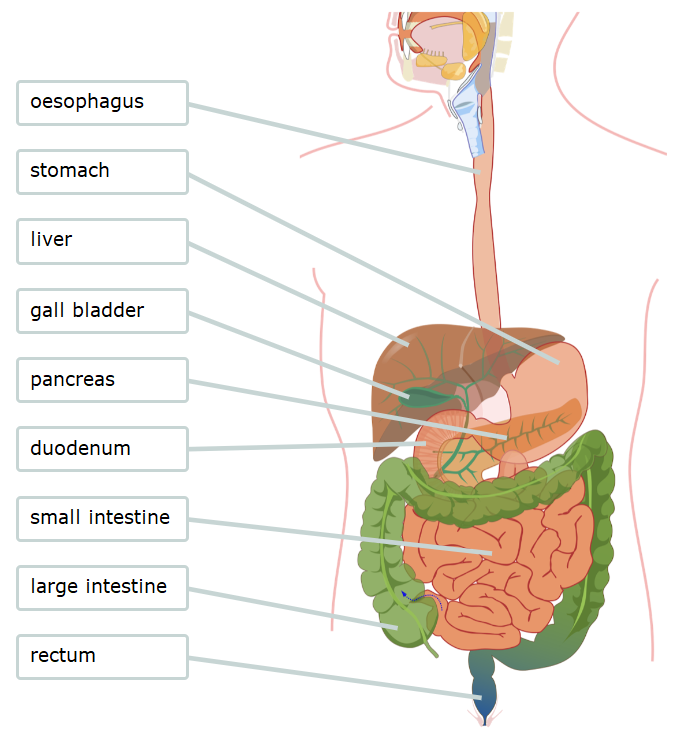 oesophagus
stomach
liver
gall bladder
pancreas
duodenum
small intestine
large intestine
rectum